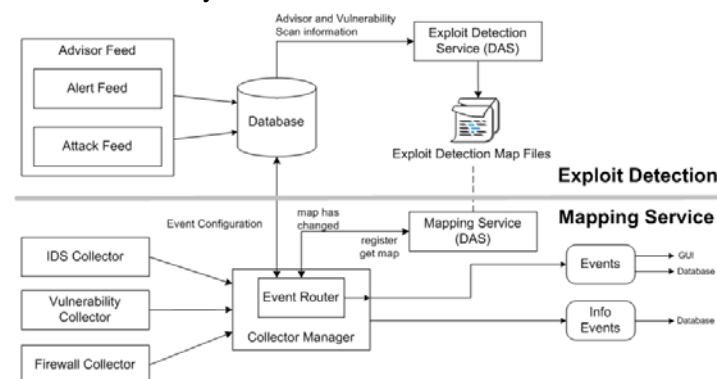 Advisor and Vulnerability
Scan information
Advisor Feed
Alert Feed
Attack Feed
Database
Exploit Detection
Service (DAS)
Exploit Detection Map Files
Exploit Detection
Mapping Service
Event Configuration
map has
changed
register
get map
Mapping Service
(DAS)
IDS Collector
Vulnerability
Collector
Firewall Collector
Event Router
Collector Manager
Events
GUI
Database
Info
Events
Database